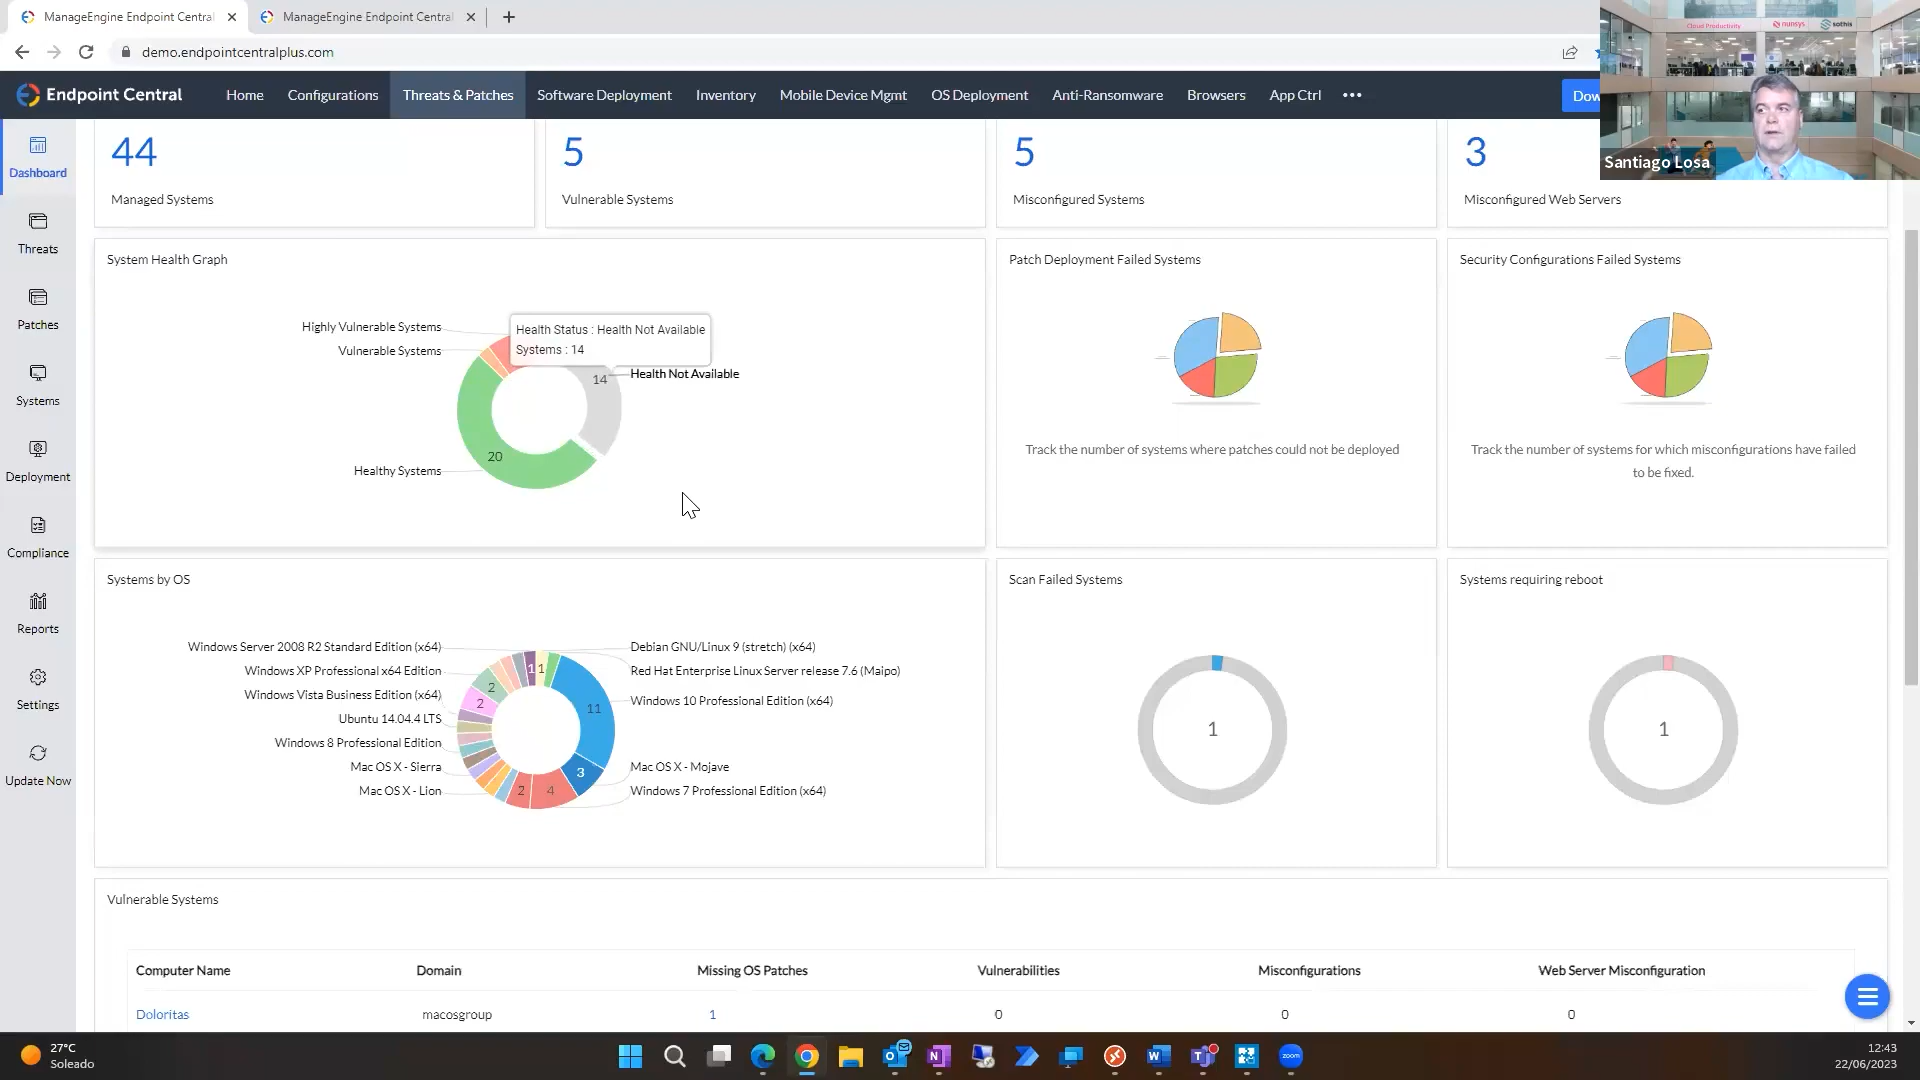 ManageEngine Endpoint Central
ManageEngine Endpoint Central
demo.endpointcentralplus.com
Endpoint Central
Home
Configurations
Threats & Patches
Software Deployment
Inventory
Mobile Device Mgmt
OS Deployment
Anti-Ransomware
Browsers
App Ctrl
Dow
Cloud Productivity
nunsys
sothis
Santiago Losa
Dashboard
Threats
Patches
Systems
Deployment
Compliance
Reports
Settings
Update Now
44
Managed Systems
5
Vulnerable Systems
5
Misconfigured Systems
3
Misconfigured Web Servers
System Health Graph
Highly Vulnerable Systems
Vulnerable Systems
Health Status : Health Not Available
Systems : 14
14
Health Not Available
20
Healthy Systems
Patch Deployment Failed Systems
Track the number of systems where patches could not be deployed
Security Configurations Failed Systems
Track the number of systems for which misconfigurations have failed
to be fixed.
Systems by OS
Windows Server 2008 R2 Standard Edition (x64)
Windows XP Professional x64 Edition
Windows Vista Business Edition (x64)
Ubuntu 14.04.4 LTS
Windows 8 Professional Edition
Mac OS X - Sierra
Mac OS X - Lion
1
1
2
2
11
3
4
2
Debian GNU/Linux 9 (stretch) (x64)
Red Hat Enterprise Linux Server release 7.6 (Maipo)
Windows 10 Professional Edition (x64)
Mac OS X - Mojave
Windows 7 Professional Edition (x64)
Scan Failed Systems
1
Systems requiring reboot
1
Vulnerable Systems
Computer Name
Domain
Missing OS Patches
Vulnerabilities
Misconfigurations
Web Server Misconfiguration
Doloritas
macosgroup
1
0
0
0
27°C
Soleado
zoom
12:43
22/06/2023